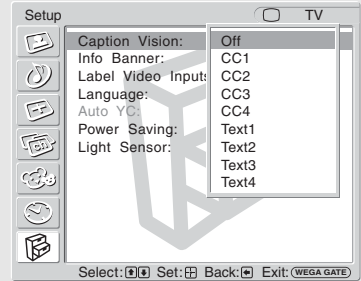 Setup TV
Caption Vision: Off
Info Banner: CC1
Label Video Inputs CC2
Language: CC3
Auto YC: CC4
Power Saving: Text1
Light Sensor: Text2
Text3
Text4
Select: Set: Back: Exit: WEGA GATE